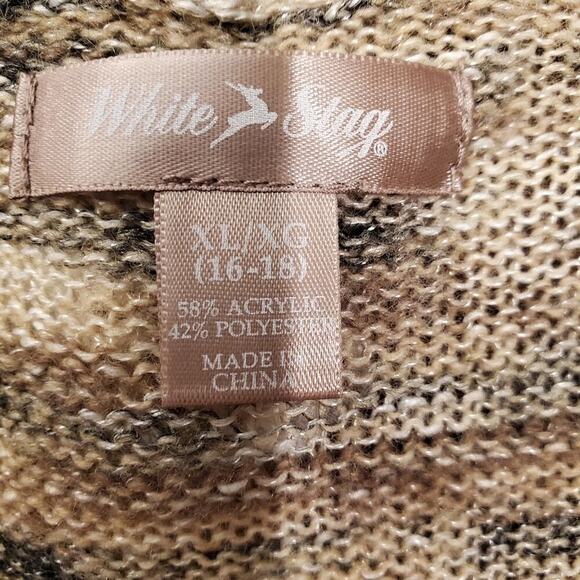 White Stag®
XL/XG
(16-18)
58% ACRYLIC
42% POLYESTER
MADE IN
CHINA